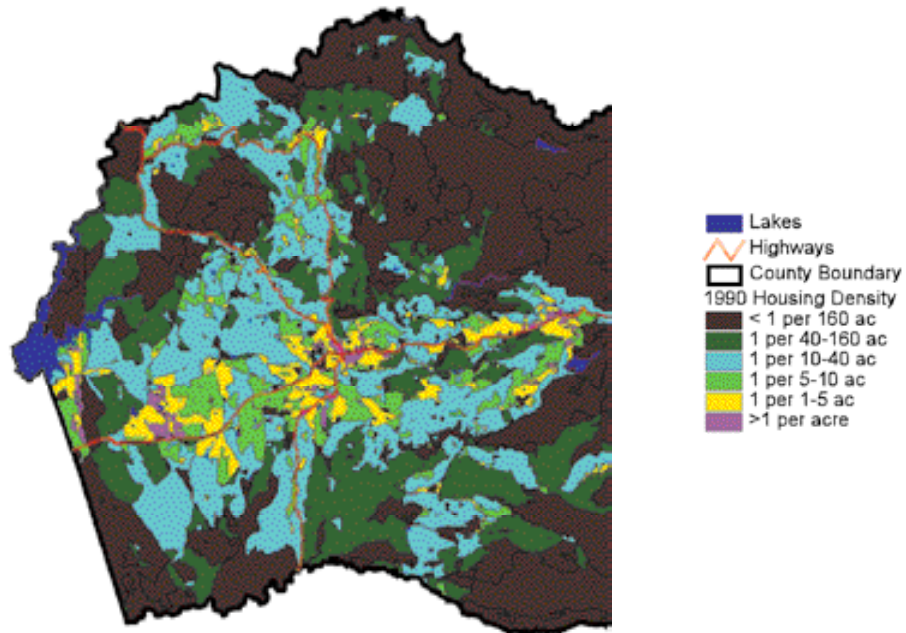 Lakes
Highways
County Boundary
1990 Housing Density
< 1 per 160 ac
1 per 40-160 ac
1 per 10-40 ac
1 per 5-10 ac
1 per 1-5 ac
>1 per acre